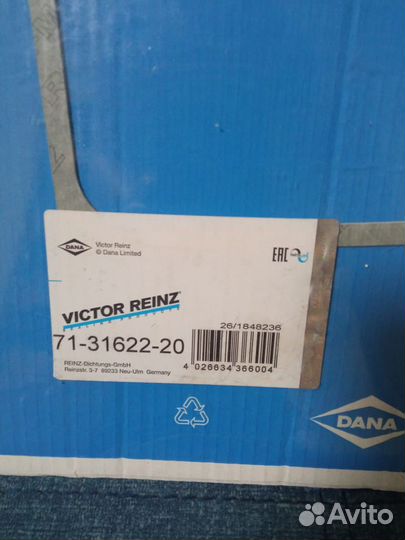 DANA
Victor Reinz
© Dana Limited
EAC
VICTOR REINZ
26/1848236
71-31622-20
4 026634 366004
REINZ-Dichtungs-GmbH
Reinzstr. 3-7 89233 Neu-Ulm Germany
DANA
Avito